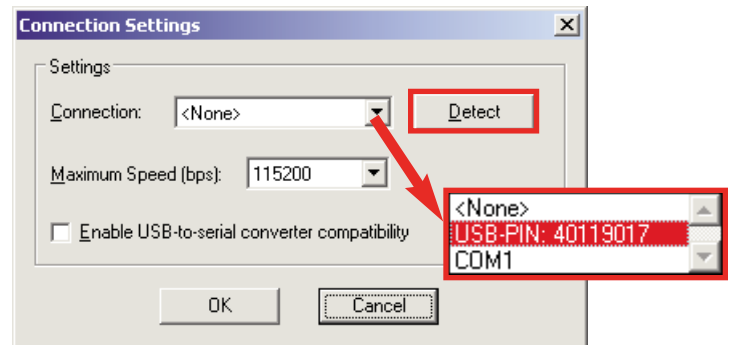 Connection Settings
Settings
Connection: <None> Detect
Maximum Speed (bps): 115200
<None>
USB-PIN: 40119017
COM1
Enable USB-to-serial converter compatibility
OK Cancel